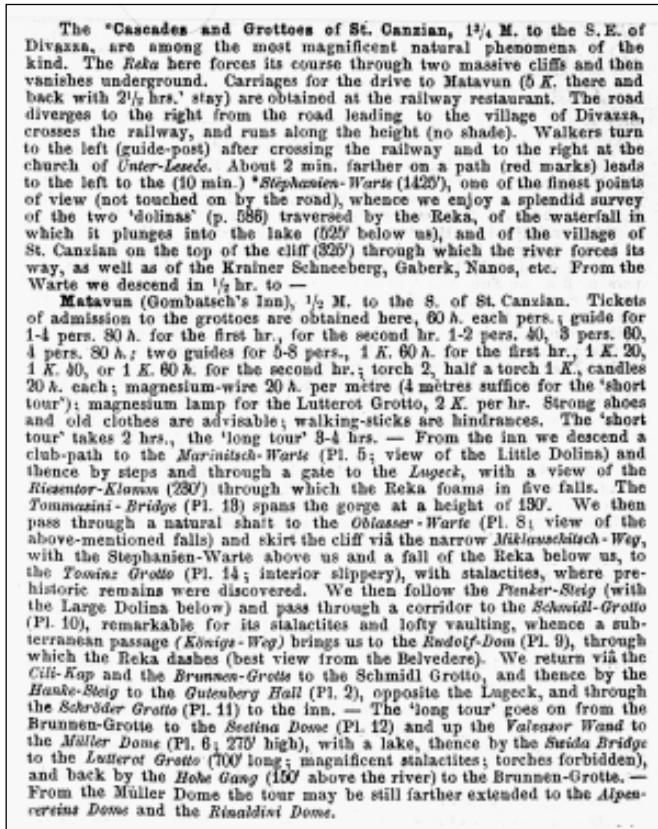 The *Cascades and Grottoes of St. Canzian, 1³/₄ M. to the S.E. of
Divazza, are among the most magnificent natural phenomena of the
kind. The Reka here forces its course through two massive cliffs and then
vanishes underground. Carriages for the drive to Matavun (5 K. there and
back with 2¹/₂ hrs.' stay) are obtained at the railway restaurant. The road
diverges to the right from the road leading to the village of Divazza,
crosses the railway, and runs along the height (no shade). Walkers turn
to the left (guide-post) after crossing the railway and to the right at the
church of Unter-Leseče. About 2 min. farther on a path (red marks) leads
to the left to the (10 min.) *Stephanien-Warte (1425'), one of the finest points
of view (not touched on by the road), whence we enjoy a splendid survey
of the two 'dolinas' (p. 586) traversed by the Reka, of the waterfall in
which it plunges into the lake (525' below us), and of the village of
St. Canzian on the top of the cliff (325') through which the river forces its
way, as well as of the Krainer Schneeberg, Gaberk, Nanos, etc. From the
Warte we descend in ¹/₂ hr. to —
Matavun (Gombatsch's Inn), ¹/₂ M. to the S. of St. Canzian. Tickets
of admission to the grottoes are obtained here, 60 h. each pers.; guide for
1-4 pers. 80 h. for the first hr., for the second hr. 1-2 pers. 40, 3 pers. 60,
4 pers. 80 h.; two guides for 5-8 pers., 1 K. 60 h. for the first hr., 1 K. 20,
1 K. 40, or 1 K. 60 h. for the second hr.; torch 2, half a torch 1 K., candles
20 h. each; magnesium-wire 20 h. per mètre (4 mètres suffice for the 'short
tour'); magnesium lamp for the Lutterot Grotto, 2 K. per hr. Strong shoes
and old clothes are advisable; walking-sticks are hindrances. The 'short
tour' takes 2 hrs., the 'long tour' 3-4 hrs. — From the inn we descend a
club-path to the Marinitsch-Warte (Pl. 5; view of the Little Dolina) and
thence by steps and through a gate to the Lugeck, with a view of the
Riesentor-Klamm (230') through which the Reka foams in five falls. The
Tommasini-Bridge (Pl. 13) spans the gorge at a height of 130'. We then
pass through a natural shaft to the Oblasser-Warte (Pl. 8; view of the
above-mentioned falls) and skirt the cliff viâ the narrow Miklauschitsch-Weg,
with the Stephanien-Warte above us and a fall of the Reka below us, to
the Tominz Grotto (Pl. 14; interior slippery), with stalactites, where pre-
historic remains were discovered. We then follow the Plenker-Steig (with
the Large Dolina below) and pass through a corridor to the Schmidl-Grotto
(Pl. 10), remarkable for its stalactites and lofty vaulting, whence a sub-
terranean passage (Königs-Weg) brings us to the Rudolf-Dom (Pl. 9), through
which the Reka dashes (best view from the Belvedere). We return viâ the
Cili-Kap and the Brunnen-Grotto to the Schmidl Grotto, and thence by the
Hanke-Steig to the Gutenberg Hall (Pl. 2), opposite the Lugeck, and through
the Schröder Grotto (Pl. 11) to the inn. — The 'long tour' goes on from the
Brunnen-Grotto to the Svetina Dome (Pl. 12) and up the Valvasor Wand to
the Müller Dome (Pl. 6; 275' high), with a lake, thence by the Swida Bridge
to the Lutterot Grotto (700' long; magnificent stalactites; torches forbidden),
and back by the Hohe Gang (150' above the river) to the Brunnen-Grotto. —
From the Müller Dome the tour may be still farther extended to the Alpen-
vereins Dome and the Rinaldini Dome.